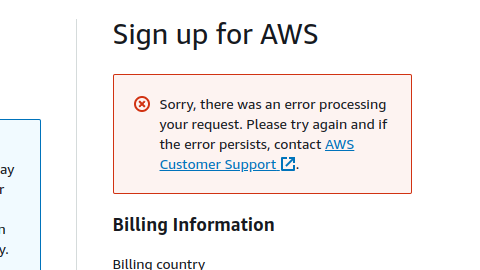 Sign up for AWS
Sorry, there was an error processing
your request. Please try again and if
the error persists, contact AWS
Customer Support.
ay
r
n
y.
Billing Information
Billing country